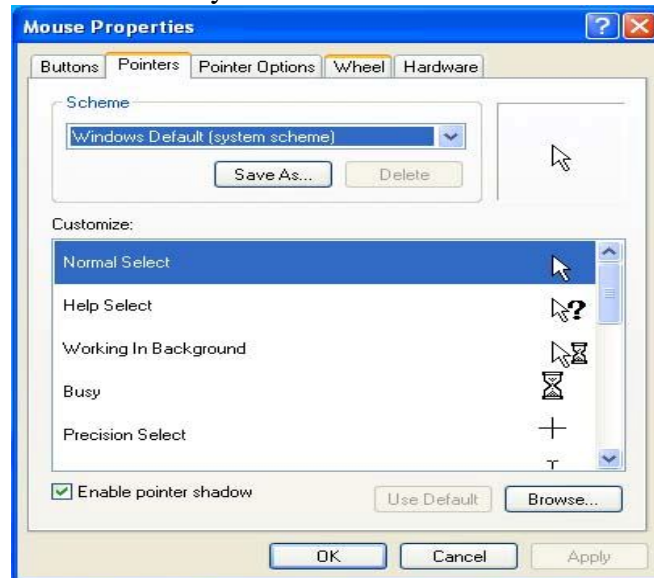 Mouse Properties
Buttons Pointers Pointer Options Wheel Hardware
Scheme
Windows Default (system scheme)
Save As... Delete
Customize:
Normal Select
Help Select
Working In Background
Busy
Precision Select
Enable pointer shadow
Use Default Browse...
OK Cancel Apply